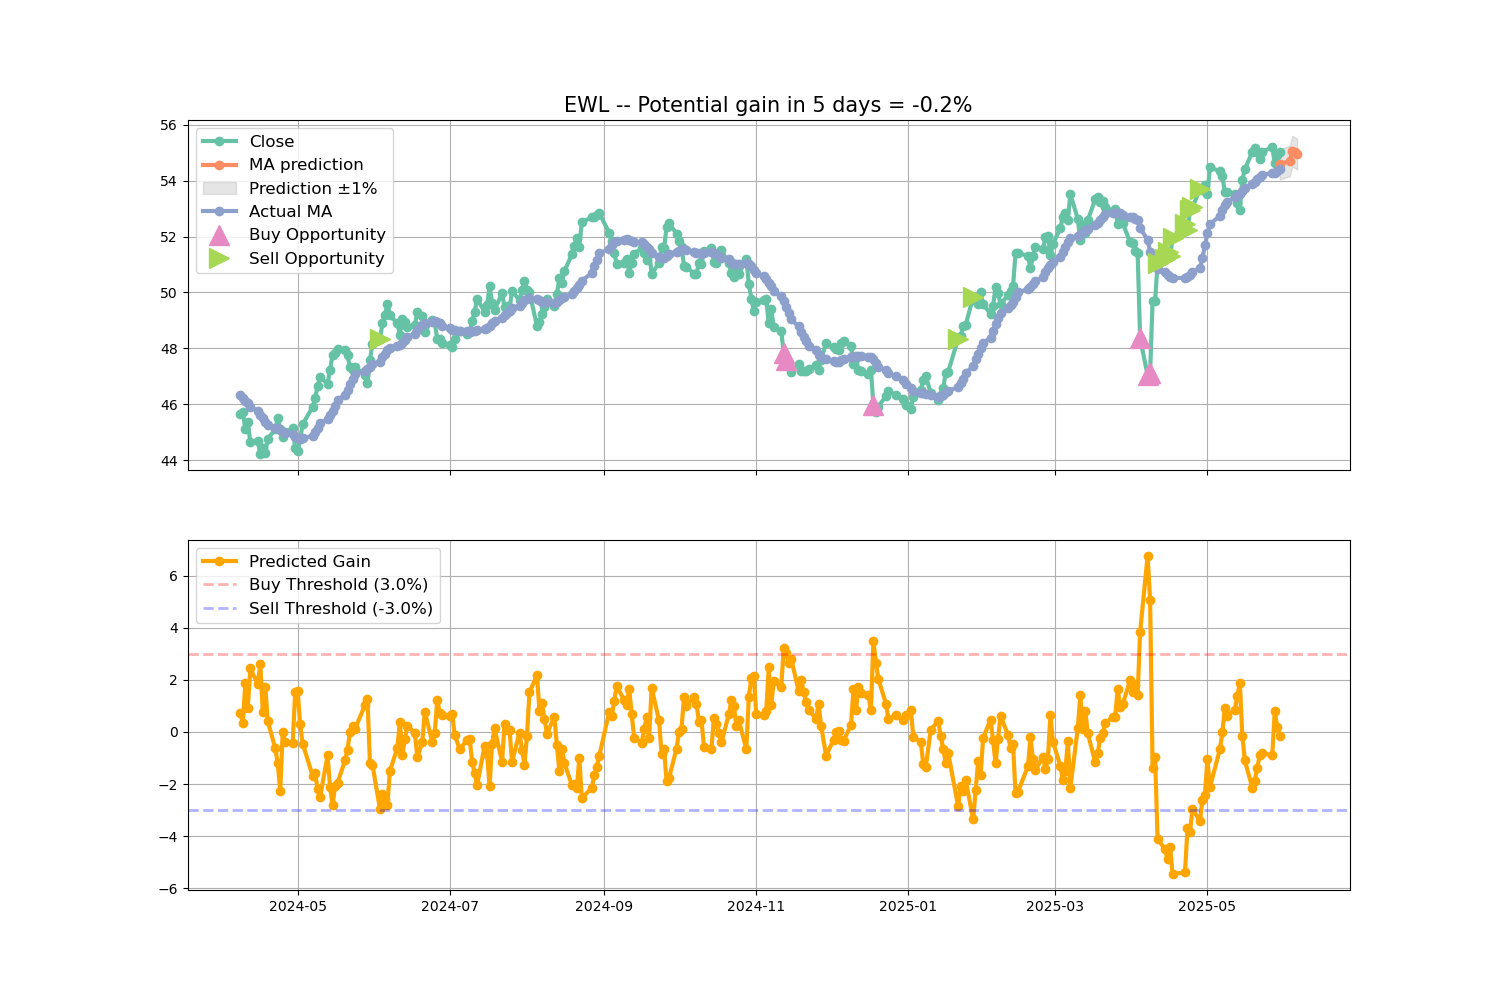 EWL -- Potential gain in 5 days = -0.2%
56
54
52
50
48
46
44
Close
MA prediction
Prediction ±1%
Actual MA
Buy Opportunity
Sell Opportunity
6
4
2
0
−2
−4
−6
Predicted Gain
Buy Threshold (3.0%)
Sell Threshold (-3.0%)
2024-05 2024-07 2024-09 2024-11 2025-01 2025-03 2025-05